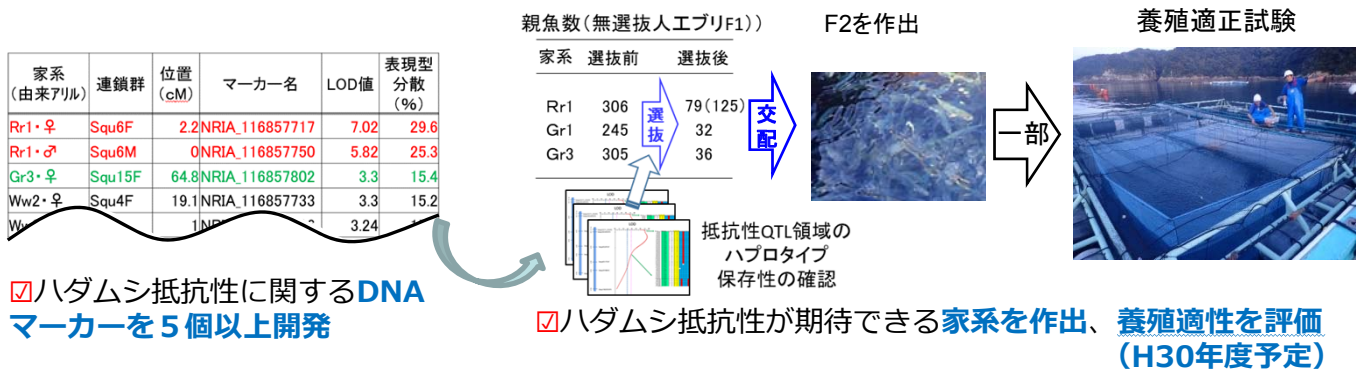 家系
(由来アリル)
連鎖群
位置
(cM)
マーカー名
LOD値
表現型
分散
(%)
Rr1・♀ Squ6F 2.2 NRIA_116857717 7.02 29.6
Rr1・♂ Squ6M 0 NRIA_116857750 5.82 25.3
Gr3・♀ Squ15F 64.8 NRIA_116857802 3.3 15.4
Ww2・♀ Squ4F 19.1 NRIA_116857733 3.3 15.2
3.24
☑ハダムシ抵抗性に関するDNA
マーカーを５個以上開発
親魚数(無選抜人エブリF1))
家系 選抜前 選抜後
Rr1 306 79(125)
Gr1 245 32
Gr3 305 36
選抜
交配
抵抗性QTL領域の
ハプロタイプ
保存性の確認
F2を作出
一部
養殖適正試験
☑ハダムシ抵抗性が期待できる家系を作出、養殖適性を評価
（H30年度予定）